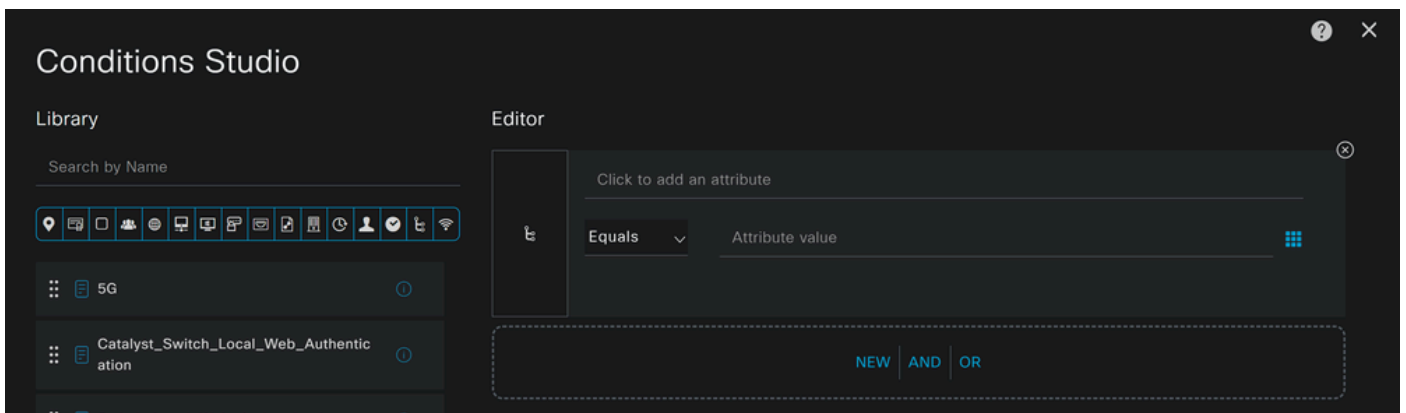 Conditions Studio
Library
Search by Name
5G
Catalyst_Switch_Local_Web_Authentic
ation
Editor
Click to add an attribute
Equals
Attribute value
NEW AND OR